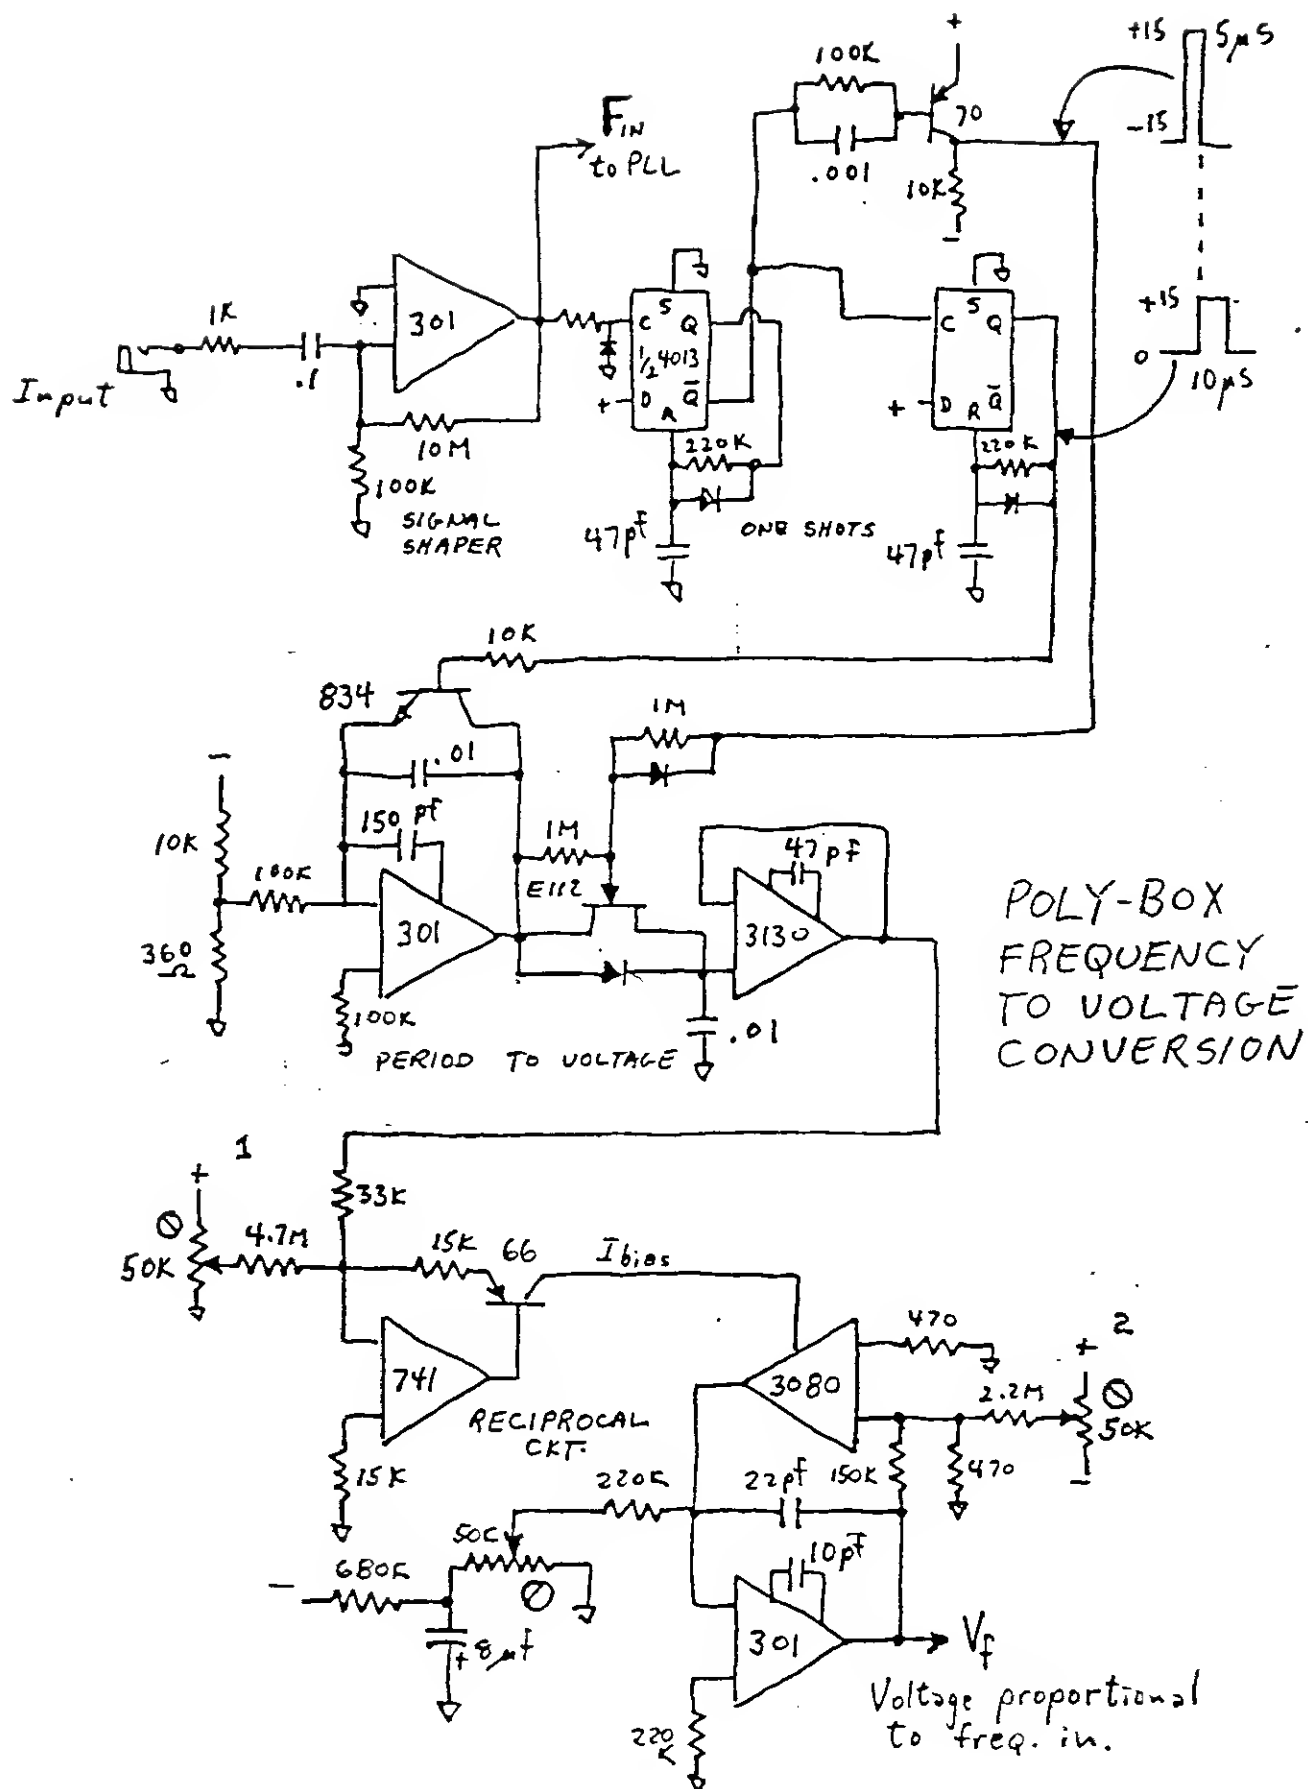 +
+15
5µS
100K
70
-15
F_IN
to PLL
.001
10K
-
S
S
+15
1K
301
C
Q
C
Q
½ 4013
0
10µS
.1
Input
+
D
R
Q̅
+
D
R
Q̅
10M
220K
220K
100K
SIGNAL
SHAPER
47pf
ONE SHOTS
47pf
10K
834
1M
-
.01
150 pf
10K
1M
47pf
100K
E112
301
3130
POLY-BOX
FREQUENCY
TO VOLTAGE
CONVERSION
360
Ω
100K
.01
PERIOD TO VOLTAGE
1
+
33K
50K
4.7M
15K
66
Ibias
470
2
+
741
3080
2.2M
50K
RECIPROCAL
CKT.
15K
220K
22pf
150K
470
-
50K
680K
10pf
-
+ 8µf
301
Vf
Voltage proportional
to freq. in.
220
K